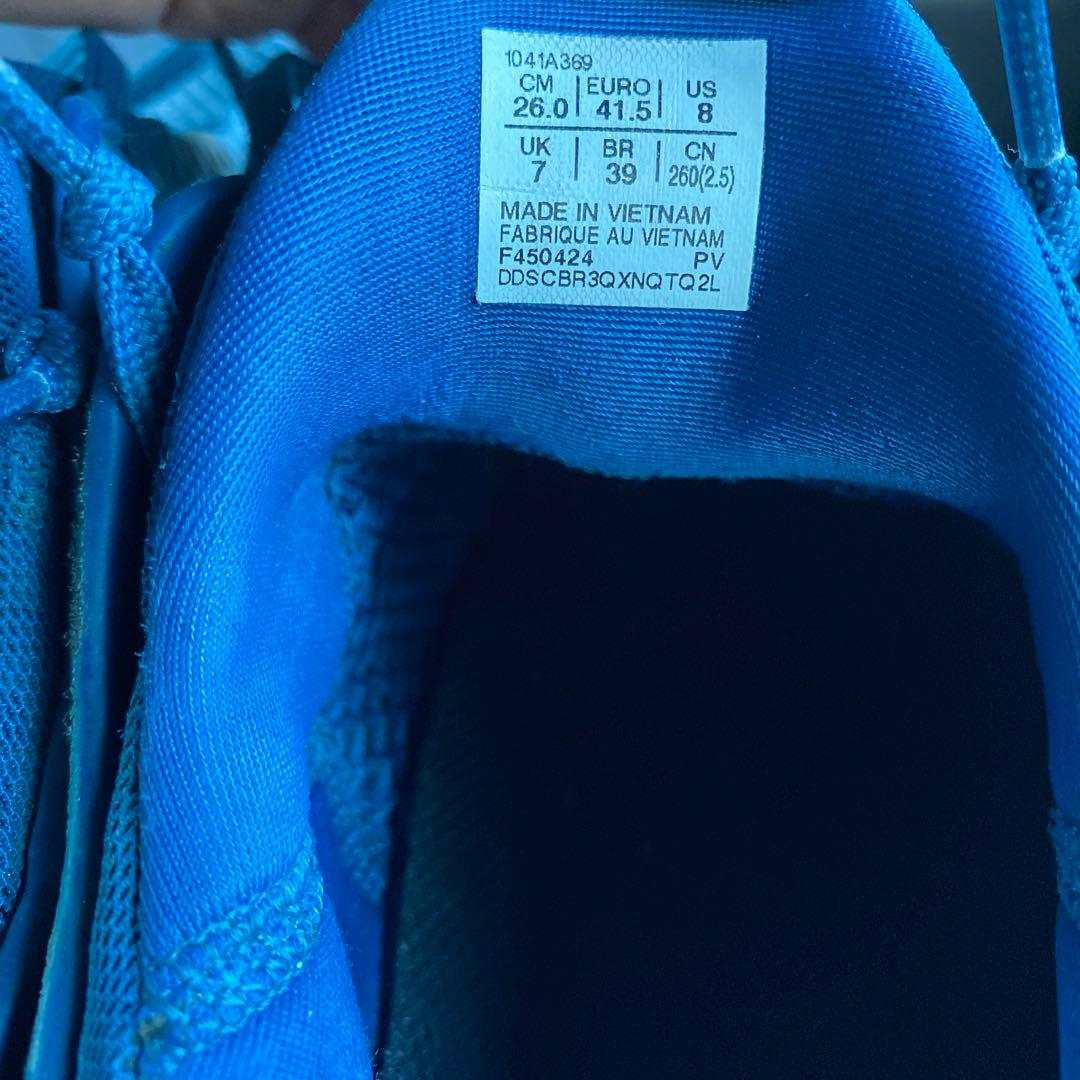 1041A369
CM | EURO | US
26.0 | 41.5 | 8
UK | BR | CN
7 | 39 | 260(2.5)
MADE IN VIETNAM
FABRIQUE AU VIETNAM
F450424 PV
DDSCBR3QXNQTQ2L